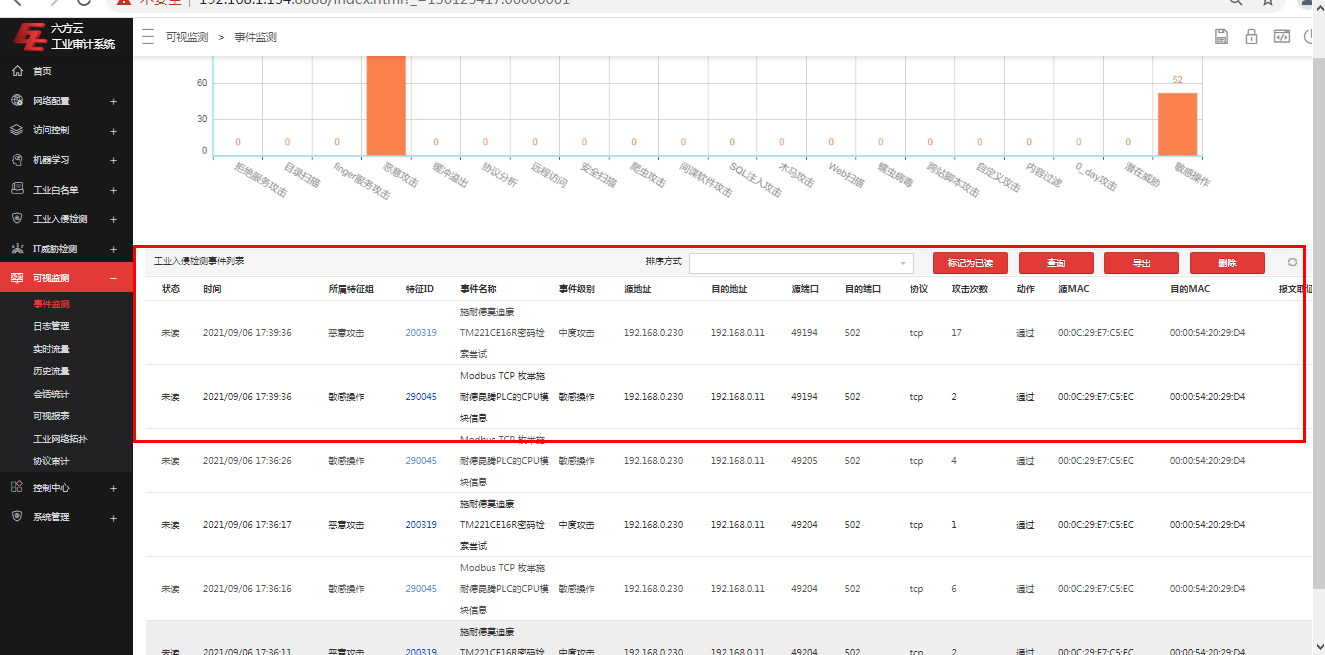 六方云
工业审计系统
首页
网络配置 +
访问控制 +
机器学习 +
工业白名单 +
工业入侵检测 +
IT威胁检测 +
可视监测 −
事件监测
日志管理
实时流量
历史流量
会话统计
可视报表
工业网络拓扑
协议审计
控制中心 +
系统管理 +
可视监测 > 事件监测
60
30
0
0 0 0 0 0 0 0 0 0 0 0 0 0 0 0 0 0 0 52
拒绝服务攻击 目录扫描 finger服务攻击 恶意攻击 缓冲溢出 协议分析 远程访问 安全扫描 爬虫攻击 间谍软件攻击 SQL注入攻击 木马攻击 Web扫描 蠕虫病毒 跨站脚本攻击 自定义攻击 内容过滤 0_day攻击 潜在威胁 敏感操作
工业入侵检测事件列表 排序方式 标记为已读 查询 导出 删除
状态 时间 所属特征组 特征ID 事件名称 事件级别 源地址 目的地址 源端口 目的端口 协议 攻击次数 动作 源MAC 目的MAC 报文取证
未读 2021/09/06 17:39:36 恶意攻击 200319 施耐德莫迪康TM221CE16R密码检索尝试 中度攻击 192.168.0.230 192.168.0.11 49194 502 tcp 17 通过 00:0C:29:E7:C5:EC 00:00:54:20:29:D4
未读 2021/09/06 17:39:36 敏感操作 290045 Modbus TCP 枚举施耐德昆腾PLC的CPU模块信息 敏感操作 192.168.0.230 192.168.0.11 49194 502 tcp 2 通过 00:0C:29:E7:C5:EC 00:00:54:20:29:D4
未读 2021/09/06 17:36:26 敏感操作 290045 Modbus TCP 枚举施耐德昆腾PLC的CPU模块信息 敏感操作 192.168.0.230 192.168.0.11 49205 502 tcp 4 通过 00:0C:29:E7:C5:EC 00:00:54:20:29:D4
未读 2021/09/06 17:36:17 恶意攻击 200319 施耐德莫迪康TM221CE16R密码检索尝试 中度攻击 192.168.0.230 192.168.0.11 49204 502 tcp 1 通过 00:0C:29:E7:C5:EC 00:00:54:20:29:D4
未读 2021/09/06 17:36:16 敏感操作 290045 Modbus TCP 枚举施耐德昆腾PLC的CPU模块信息 敏感操作 192.168.0.230 192.168.0.11 49204 502 tcp 6 通过 00:0C:29:E7:C5:EC 00:00:54:20:29:D4
未读 2021/09/06 17:36:11 恶意攻击 200319 施耐德莫迪康TM221CE16R密码检 中度攻击 192.168.0.230 192.168.0.11 49204 502 tcp 2 通过 00:0C:29:E7:C5:EC 00:00:54:20:29:D4